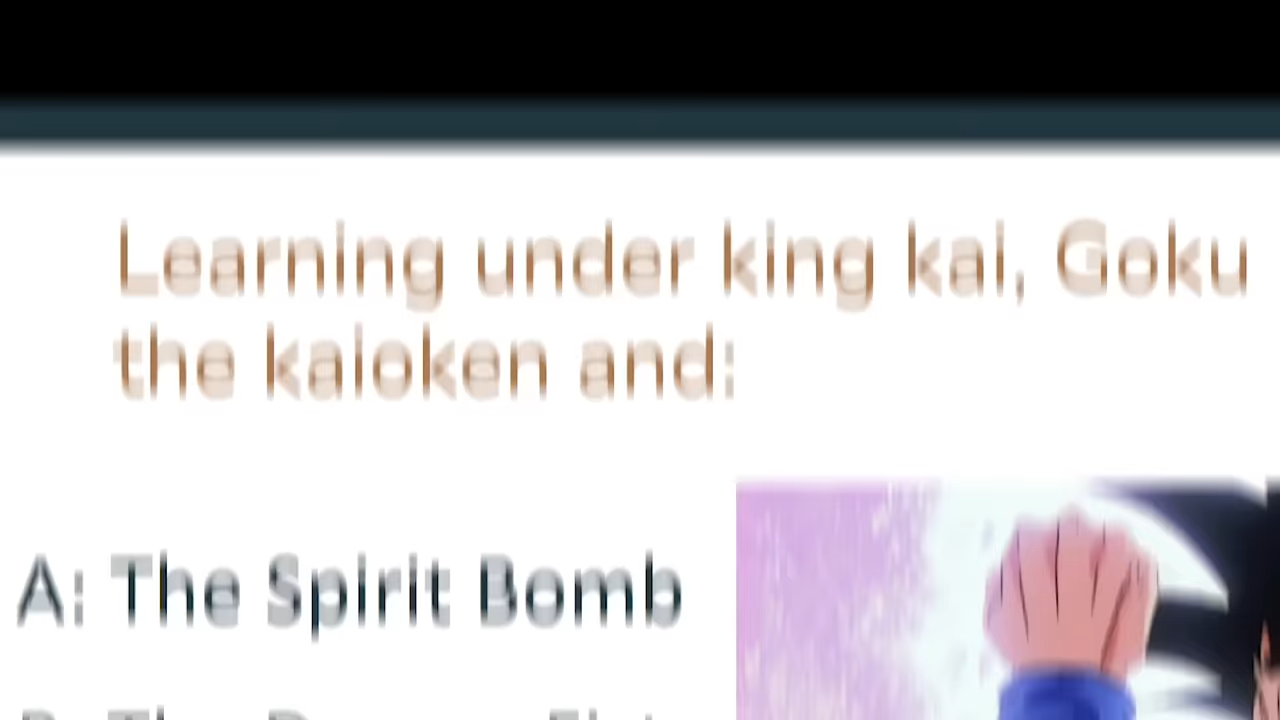 Learning under king kai, Goku
the kaioken and:
A: The Spirit Bomb